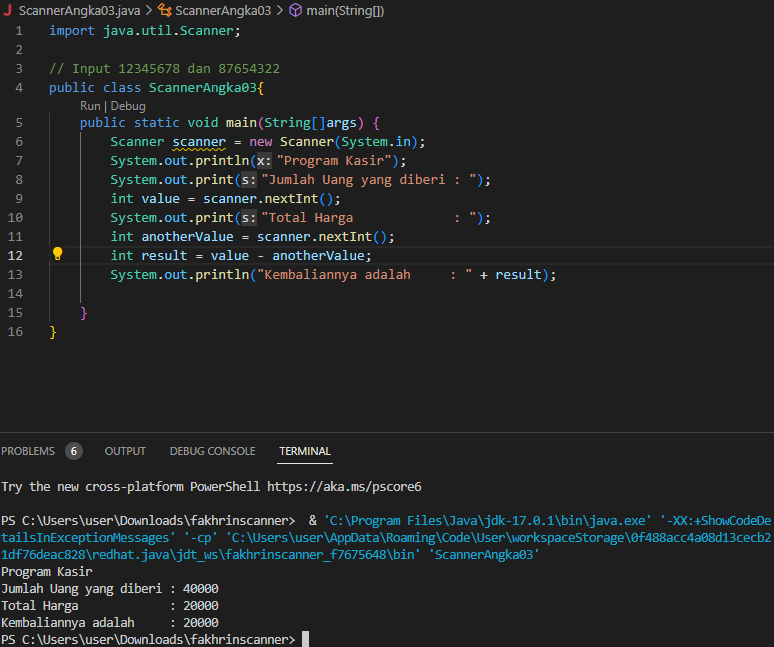 J ScannerAngka03.java > ScannerAngka03 > main(String[])
1 import java.util.Scanner;
2
3 // Input 12345678 dan 87654322
4 public class ScannerAngka03{
Run | Debug
5 public static void main(String[]args) {
6 Scanner scanner = new Scanner(System.in);
7 System.out.println(x: "Program Kasir");
8 System.out.print(s: "Jumlah Uang yang diberi : ");
9 int value = scanner.nextInt();
10 System.out.print(s: "Total Harga             : ");
11 int anotherValue = scanner.nextInt();
12 int result = value - anotherValue;
13 System.out.println("Kembaliannya adalah     : " + result);
14
15 }
16 }
PROBLEMS 6 OUTPUT DEBUG CONSOLE TERMINAL
Try the new cross-platform PowerShell https://aka.ms/pscore6
PS C:\Users\user\Downloads\fakhrinscanner>  & 'C:\Program Files\Java\jdk-17.0.1\bin\java.exe' '-XX:+ShowCodeDe
tailsInExceptionMessages' '-cp' 'C:\Users\user\AppData\Roaming\Code\User\workspaceStorage\0f488acc4a08d13cecb2
1df76deac828\redhat.java\jdt_ws\fakhrinscanner_f7675648\bin' 'ScannerAngka03'
Program Kasir
Jumlah Uang yang diberi : 40000
Total Harga             : 20000
Kembaliannya adalah     : 20000
PS C:\Users\user\Downloads\fakhrinscanner>